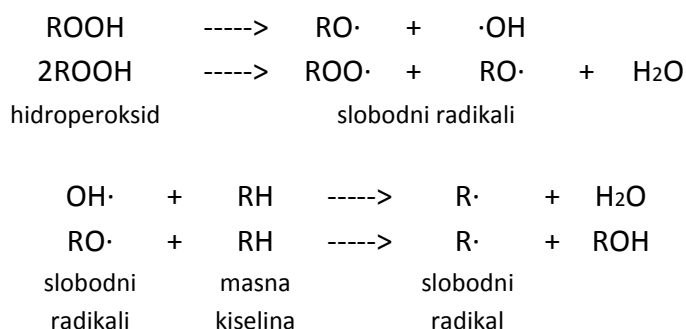 ROOH -----> RO· + ·OH
2ROOH -----> ROO· + RO· + H2O
hidroperoksid slobodni radikali
OH· + RH -----> R· + H2O
RO· + RH -----> R· + ROH
slobodni masna slobodni
radikali kiselina radikal